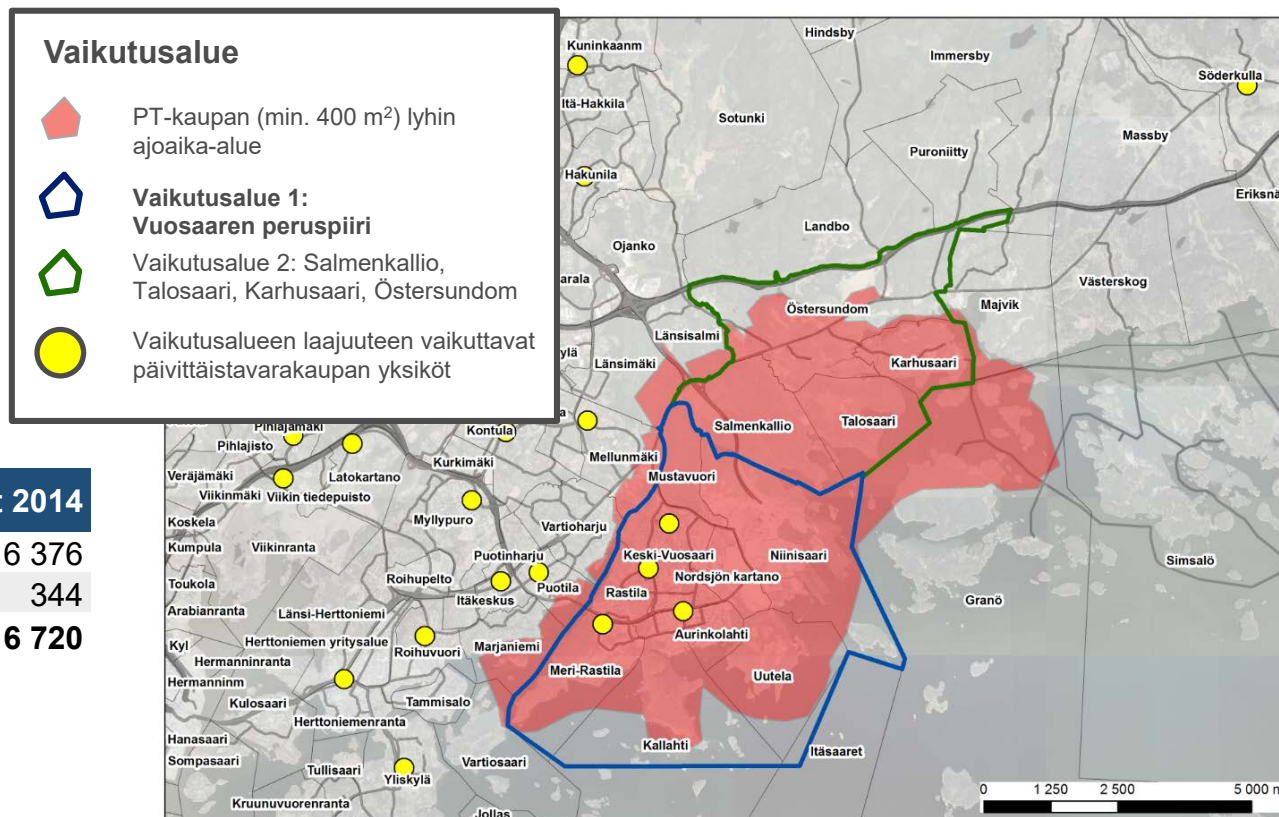 Vaikutusalue
PT-kaupan (min. 400 m²) lyhin
ajoaika-alue
Vaikutusalue 1:
Vuosaaren peruspiiri
Vaikutusalue 2: Salmenkallio,
Talosaari, Karhusaari, Östersundom
Vaikutusalueen laajuuteen vaikuttavat
päivittäistavarakaupan yksiköt
2014
6 376
344
6 720
Kuninkaanm
Hindsby
Immersby
Söderkulla
Itä-Hakkila
Sotunki
Massby
Puroniitty
Hakunila
Eriksnä
Landbo
Ojanko
arala
Västerskog
Östersundom
Majvik
Länsisalmi
ylä
Länsimäki
Karhusaari
Pihlajamäki
Kontula
Salmenkallio
Talosaari
Pihlajisto
Mellunmäki
Kurkimäki
Veräjämäki
Latokartano
Mustavuori
Viikinmäki
Viikin tiedepuisto
Koskela
Myllypuro
Vartioharju
Kumpula
Viikinranta
Puotinharju
Keski-Vuosaari
Niinisaari
Simsalö
Toukola
Roihupelto
Puotila
Nordsjön kartano
Itäkeskus
Rastila
Granö
Arabianranta
Länsi-Herttoniemi
Aurinkolahti
Kyl
Herttoniemen yritysalue
Roihuvuori
Marjaniemi
Hermanninranta
Meri-Rastila
Uutela
Hermanninm
Kulosaari
Tammisalo
Herttoniemenranta
Hanasaari
Kallahti
Itäsaaret
Sompasaari
Tullisaari
Vartiosaari
Yliskylä
Kruunuvuorenranta
Jollas
0 1 250 2 500 5 000 m